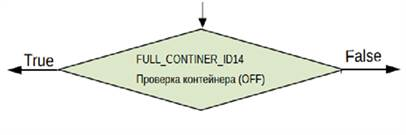 True
False
FULL_CONTINER_ID14
Проверка контейнера (OFF)